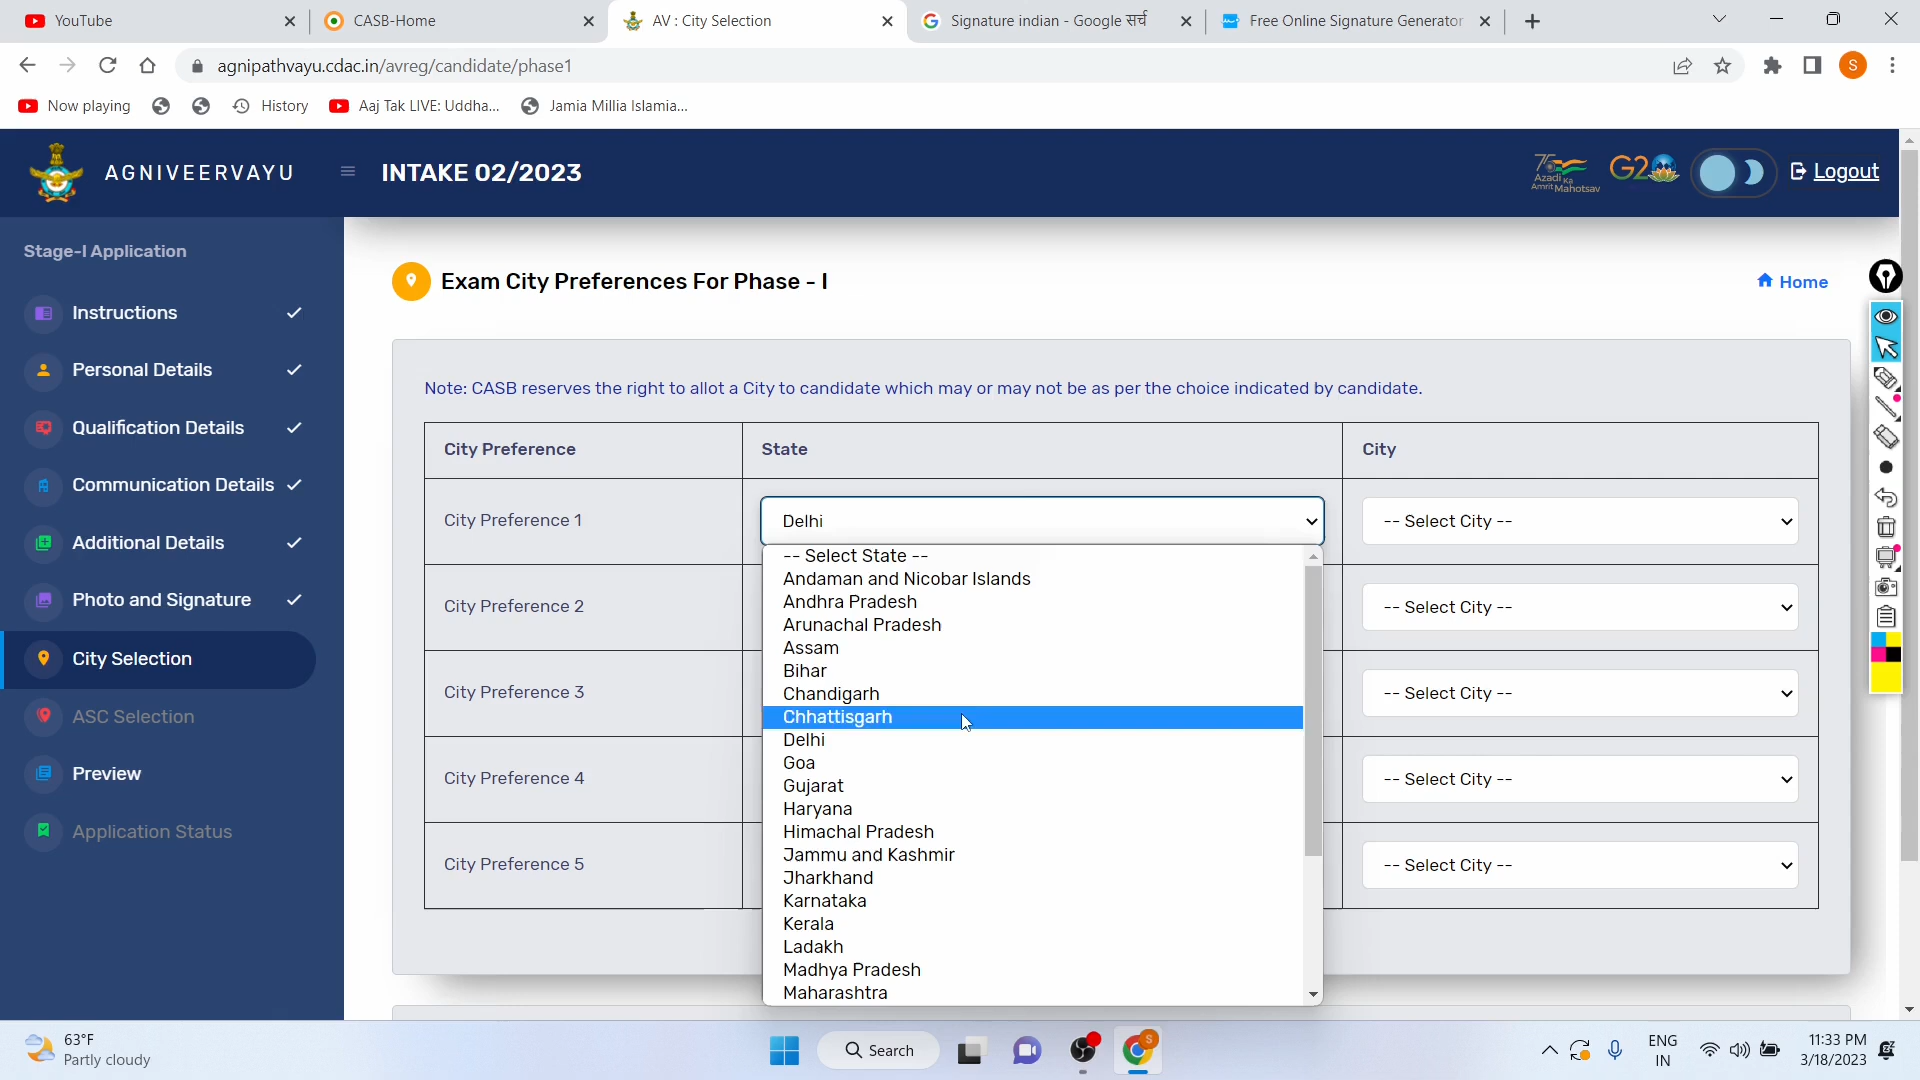 YouTube
CASB-Home
AV : City Selection
Signature indian - Google सर्च
Free Online Signature Generator
agnipathvayu.cdac.in/avreg/candidate/phase1
S
Now playing
History
Aaj Tak LIVE: Uddha...
Jamia Millia Islamia...
AGNIVEERVAYU
INTAKE 02/2023
75
Azadi Ka
Amrit Mahotsav
G20
Logout
Stage-I Application
Instructions
Personal Details
Qualification Details
Communication Details
Additional Details
Photo and Signature
City Selection
ASC Selection
Preview
Application Status
Exam City Preferences For Phase - I
Home
Note: CASB reserves the right to allot a City to candidate which may or may not be as per the choice indicated by candidate.
City Preference
State
City
City Preference 1
Delhi
-- Select City --
City Preference 2
-- Select City --
City Preference 3
-- Select City --
City Preference 4
-- Select City --
City Preference 5
-- Select City --
-- Select State --
Andaman and Nicobar Islands
Andhra Pradesh
Arunachal Pradesh
Assam
Bihar
Chandigarh
Chhattisgarh
Delhi
Goa
Gujarat
Haryana
Himachal Pradesh
Jammu and Kashmir
Jharkhand
Karnataka
Kerala
Ladakh
Madhya Pradesh
Maharashtra
63°F
Partly cloudy
Search
S
ENG
IN
11:33 PM
3/18/2023